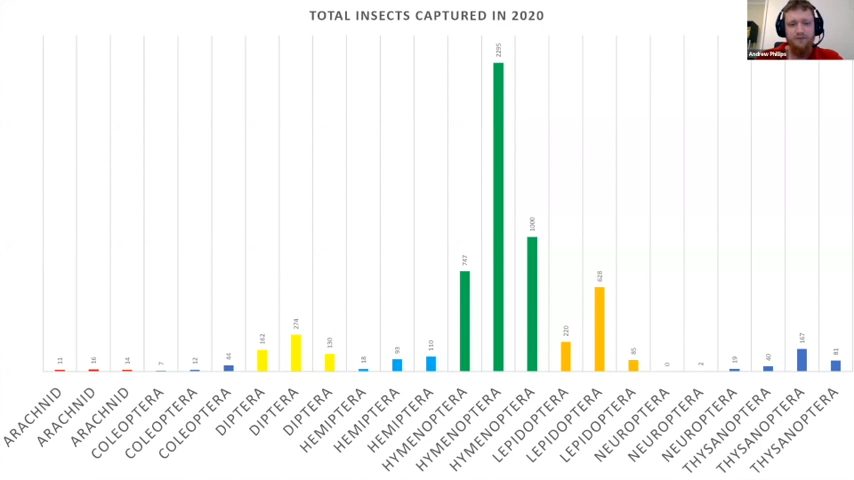 TOTAL INSECTS CAPTURED IN 2020
Andrew Phillips
11
16
14
7
12
44
162
274
130
18
93
110
747
2295
1000
220
628
85
0
2
19
40
167
81
ARACHNID
ARACHNID
ARACHNID
COLEOPTERA
COLEOPTERA
COLEOPTERA
DIPTERA
DIPTERA
DIPTERA
HEMIPTERA
HEMIPTERA
HEMIPTERA
HYMENOPTERA
HYMENOPTERA
HYMENOPTERA
LEPIDOPTERA
LEPIDOPTERA
LEPIDOPTERA
NEUROPTERA
NEUROPTERA
NEUROPTERA
THYSANOPTERA
THYSANOPTERA
THYSANOPTERA